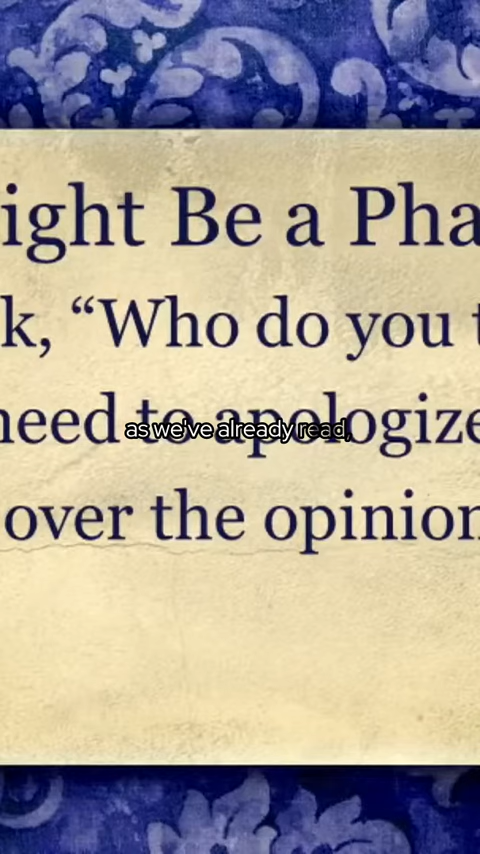 ight Be a Pha
k, “Who do you t
need to apologize
as we've already read,
over the opinion